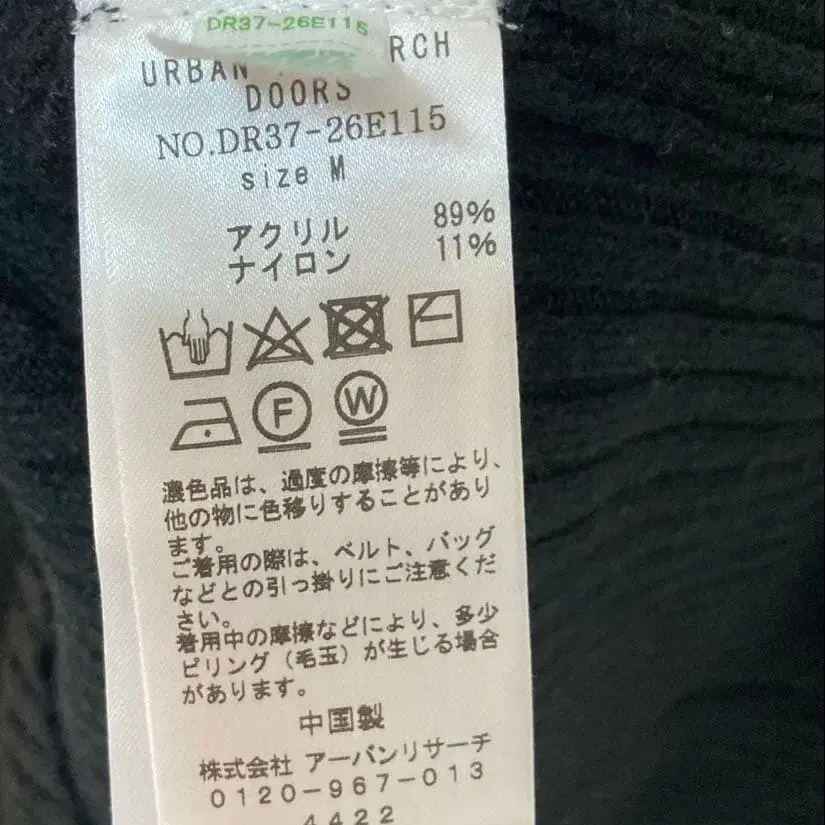 DR37-26E115
URBAN RCH
DOORS
NO.DR37-26E115
size M
アクリル 89%
ナイロン 11%
F W
濃色品は、過度の摩擦等により、
他の物に色移りすることがあり
ます。
ご着用の際は、ベルト、バッグ
などとの引っ掛りにご注意くだ
さい。
着用中の摩擦などにより、多少
ピリング（毛玉）が生じる場合
があります。
中国製
株式会社 アーバンリサーチ
0120-967-013
4422